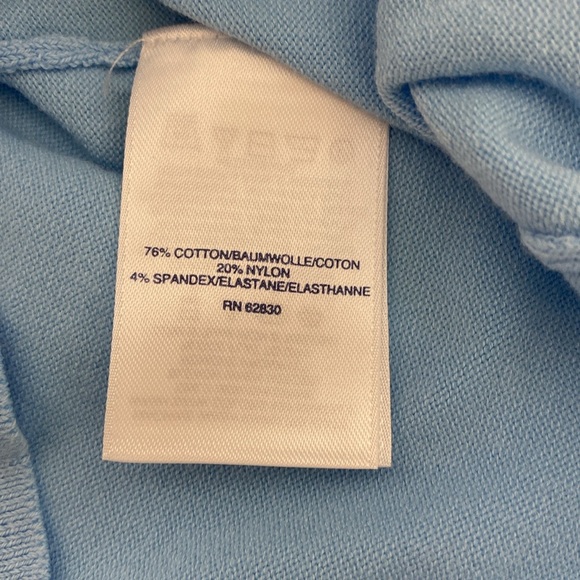 76% COTTON/BAUMWOLLE/COTON
20% NYLON
4% SPANDEX/ELASTANE/ELASTHANNE
RN 62830